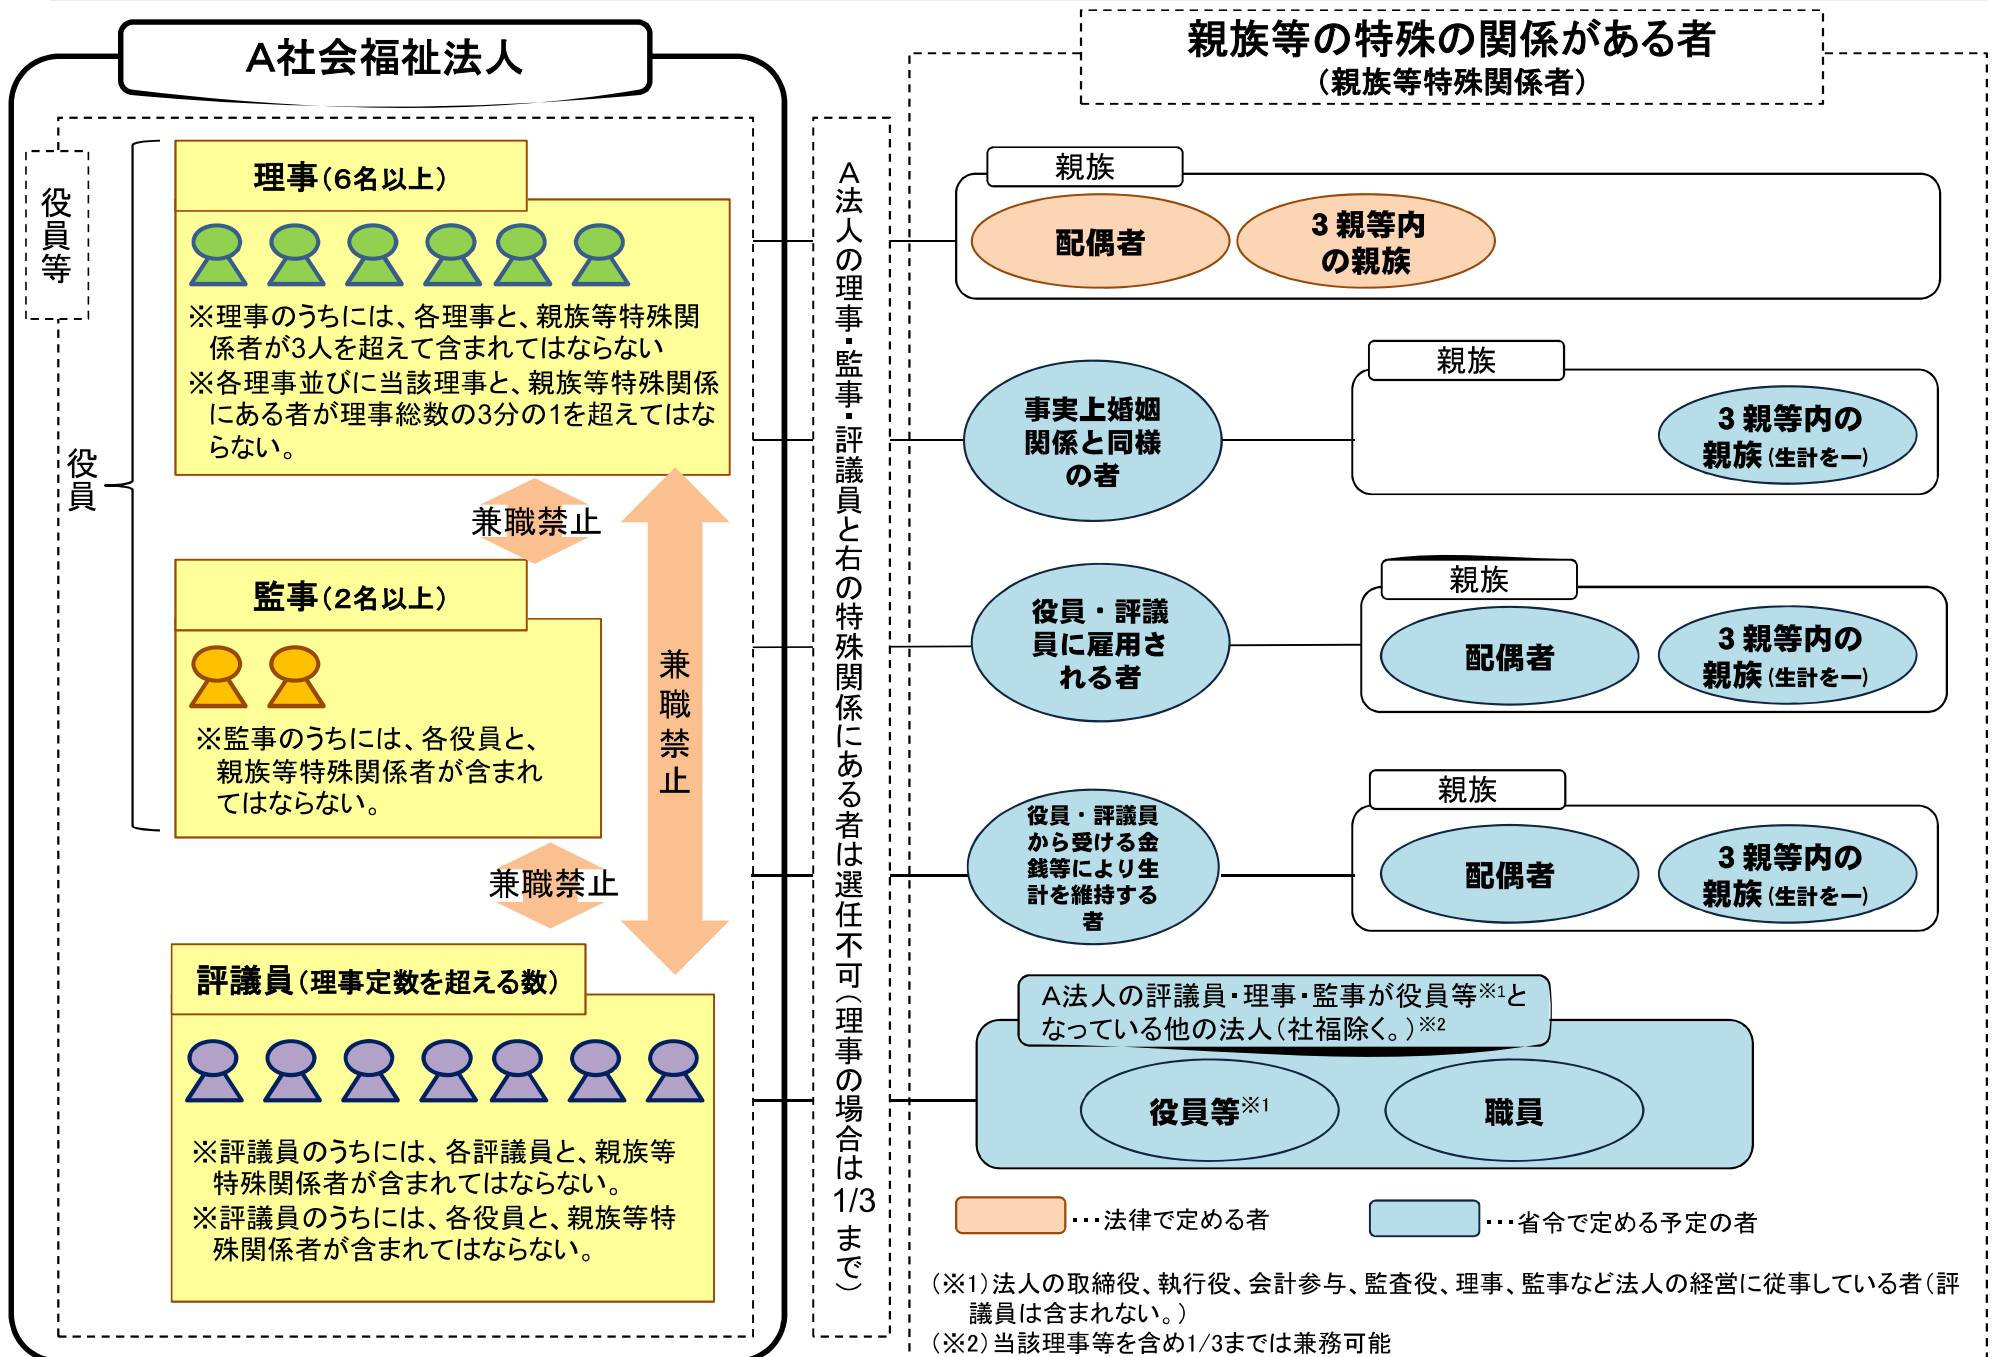 A社会福祉法人
役員等
役員
理事（6名以上）
※理事のうちには、各理事と、親族等特殊関
係者が3人を超えて含まれてはならない
※各理事並びに当該理事と、親族等特殊関係
にある者が理事総数の3分の1を超えてはな
らない。
兼職禁止
兼職禁止
監事（2名以上）
※監事のうちには、各役員と、
親族等特殊関係者が含まれ
てはならない。
兼職禁止
評議員（理事定数を超える数）
※評議員のうちには、各評議員と、親族等
特殊関係者が含まれてはならない。
※評議員のうちには、各役員と、親族等特
殊関係者が含まれてはならない。
A法人の理事・監事・評議員と右の特殊関係にある者は選任不可（理事の場合は1/3まで）
親族等の特殊の関係がある者
（親族等特殊関係者）
親族
配偶者
3親等内
の親族
事実上婚姻
関係と同様
の者
親族
3親等内の
親族（生計を一）
役員・評議
員に雇用さ
れる者
親族
配偶者
3親等内の
親族（生計を一）
役員・評議員
から受ける金
銭等により生
計を維持する
者
親族
配偶者
3親等内の
親族（生計を一）
A法人の評議員・理事・監事が役員等※1と
なっている他の法人（社福除く。）※2
役員等※1
職員
･･･法律で定める者
･･･省令で定める予定の者
（※1）法人の取締役、執行役、会計参与、監査役、理事、監事など法人の経営に従事している者（評
議員は含まれない。）
（※2）当該理事等を含め1/3までは兼務可能